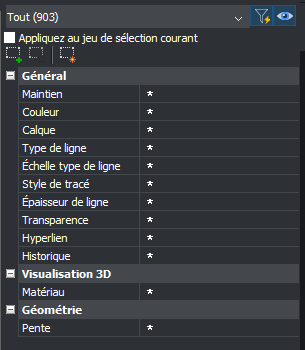 Tout (903)
Appliquez au jeu de sélection courant
Général
Maintien *
Couleur *
Calque *
Type de ligne *
Échelle type de ligne *
Style de tracé *
Épaisseur de ligne *
Transparence *
Hyperlien *
Historique *
Visualisation 3D
Matériau *
Géométrie
Pente *